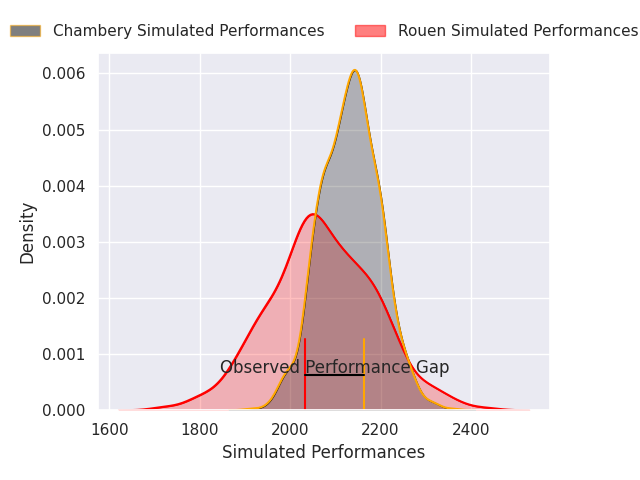 Chambery Simulated Performances
Rouen Simulated Performances
0.006
0.005
0.004
0.003
0.002
0.001
0.000
Density
Observed Performance Gap
1600 1800 2000 2200 2400
Simulated Performances